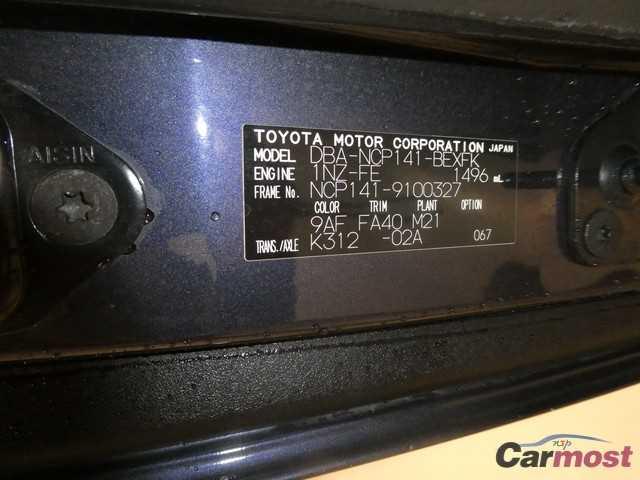 AISIN
TOYOTA MOTOR CORPORATION JAPAN
MODEL DBA-NCP141-BEXFK
ENGINE 1NZ-FE 1496 mL
FRAME No. NCP141-9100327
COLOR TRIM PLANT OPTION
9AF FA40 M21
TRANS./AXLE K312 -02A 067
nsp
Carmost